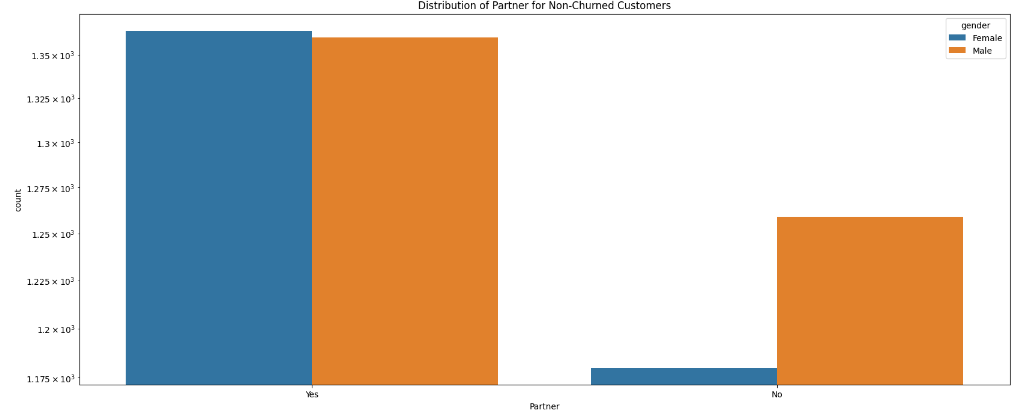 Distribution of Partner for Non-Churned Customers
gender
Female
Male
1.35 × 10³
1.325 × 10³
1.3 × 10³
1.275 × 10³
1.25 × 10³
1.225 × 10³
1.2 × 10³
1.175 × 10³
count
Yes
No
Partner